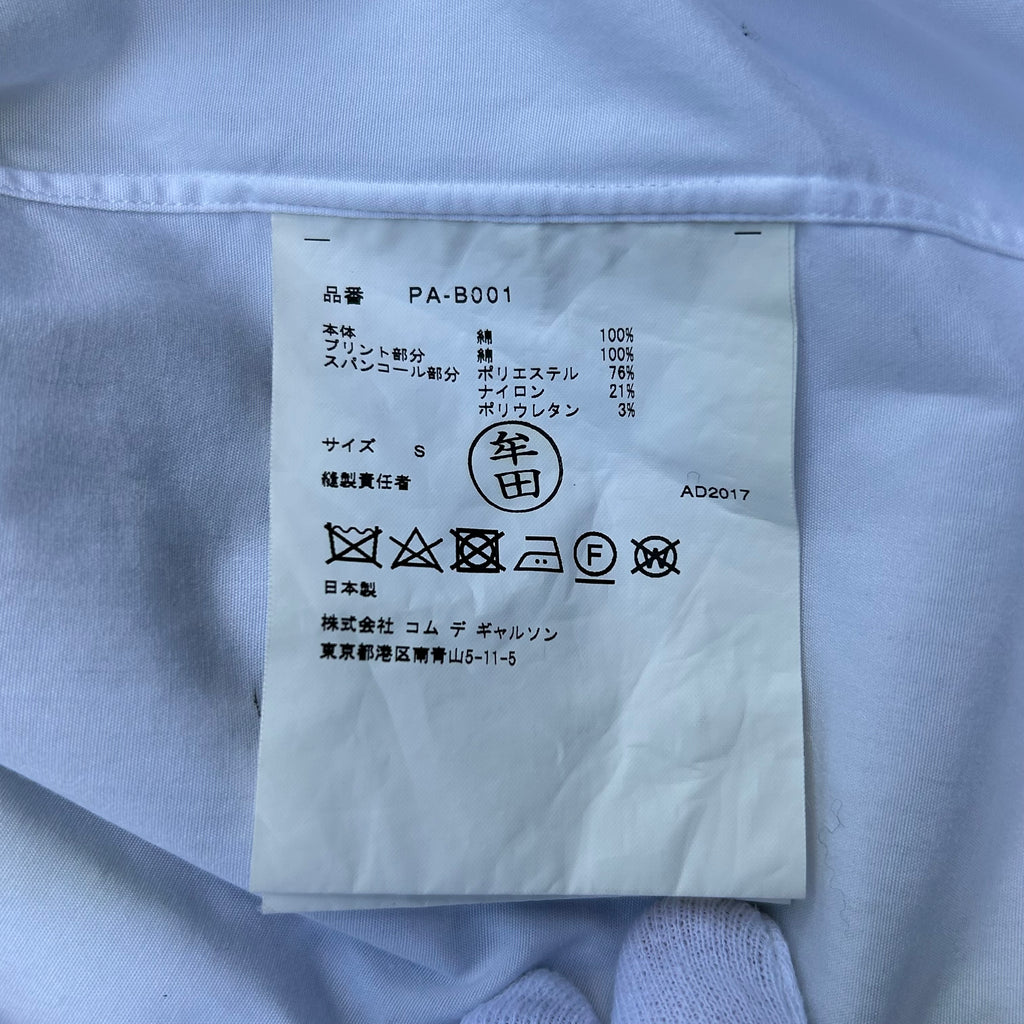 品番 PA-B001
本体 綿 100%
プリント部分 綿 100%
スパンコール部分 ポリエステル 76%
ナイロン 21%
ポリウレタン 3%
サイズ S
牟田
縫製責任者 AD2017
F W
日本製
株式会社 コム デ ギャルソン
東京都港区南青山5-11-5